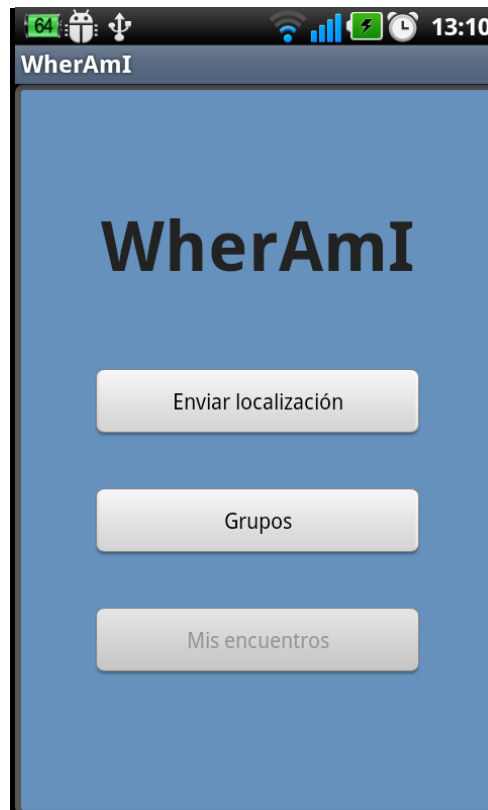 64 13:10
WherAmI
WherAmI
Enviar localización
Grupos
Mis encuentros